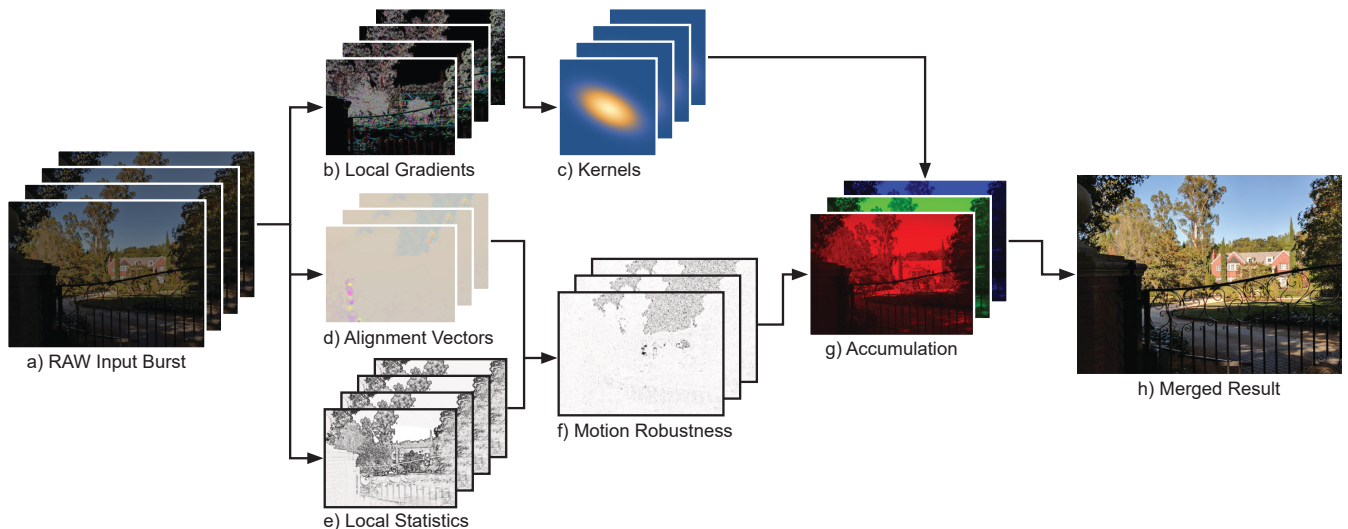 a) RAW Input Burst
b) Local Gradients
c) Kernels
d) Alignment Vectors
e) Local Statistics
f) Motion Robustness
g) Accumulation
h) Merged Result